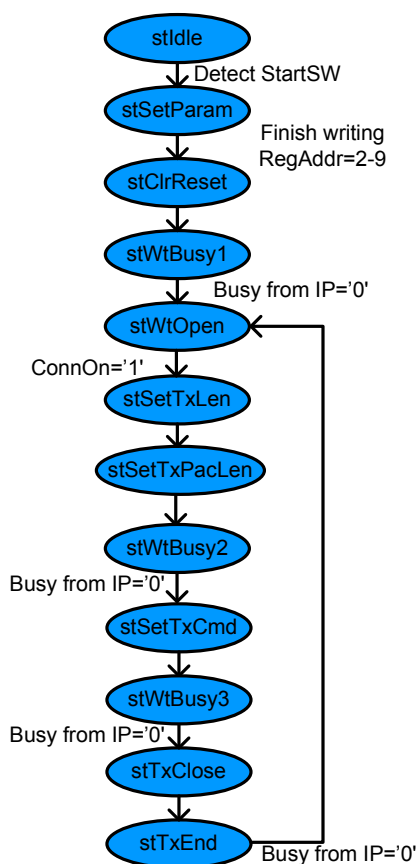 stIdle
Detect StartSW
stSetParam
Finish writing
RegAddr=2-9
stClrReset
stWtBusy1
Busy from IP='0'
stWtOpen
ConnOn='1'
stSetTxLen
stSetTxPacLen
stWtBusy2
Busy from IP='0'
stSetTxCmd
stWtBusy3
Busy from IP='0'
stTxClose
stTxEnd
Busy from IP='0'